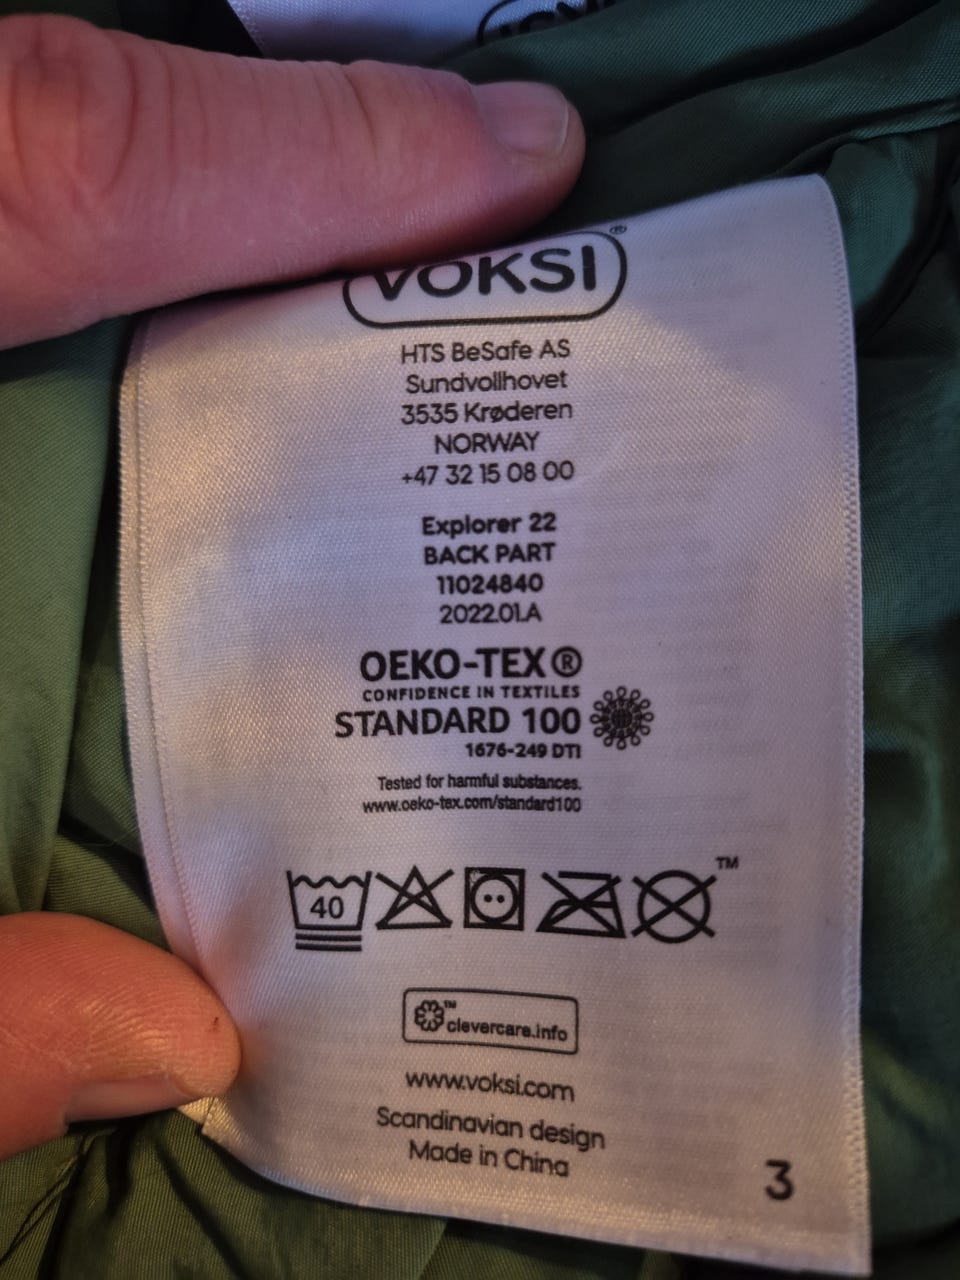 VOKSI®
HTS BeSafe AS
Sundvollhovet
3535 Krøderen
NORWAY
+47 32 15 08 00
Explorer 22
BACK PART
11024840
2022.01.A
OEKO-TEX®
CONFIDENCE IN TEXTILES
STANDARD 100
1676-249 DTI
Tested for harmful substances.
www.oeko-tex.com/standard100
40
TM
TM
clevercare.info
www.voksi.com
Scandinavian design
Made in China
3